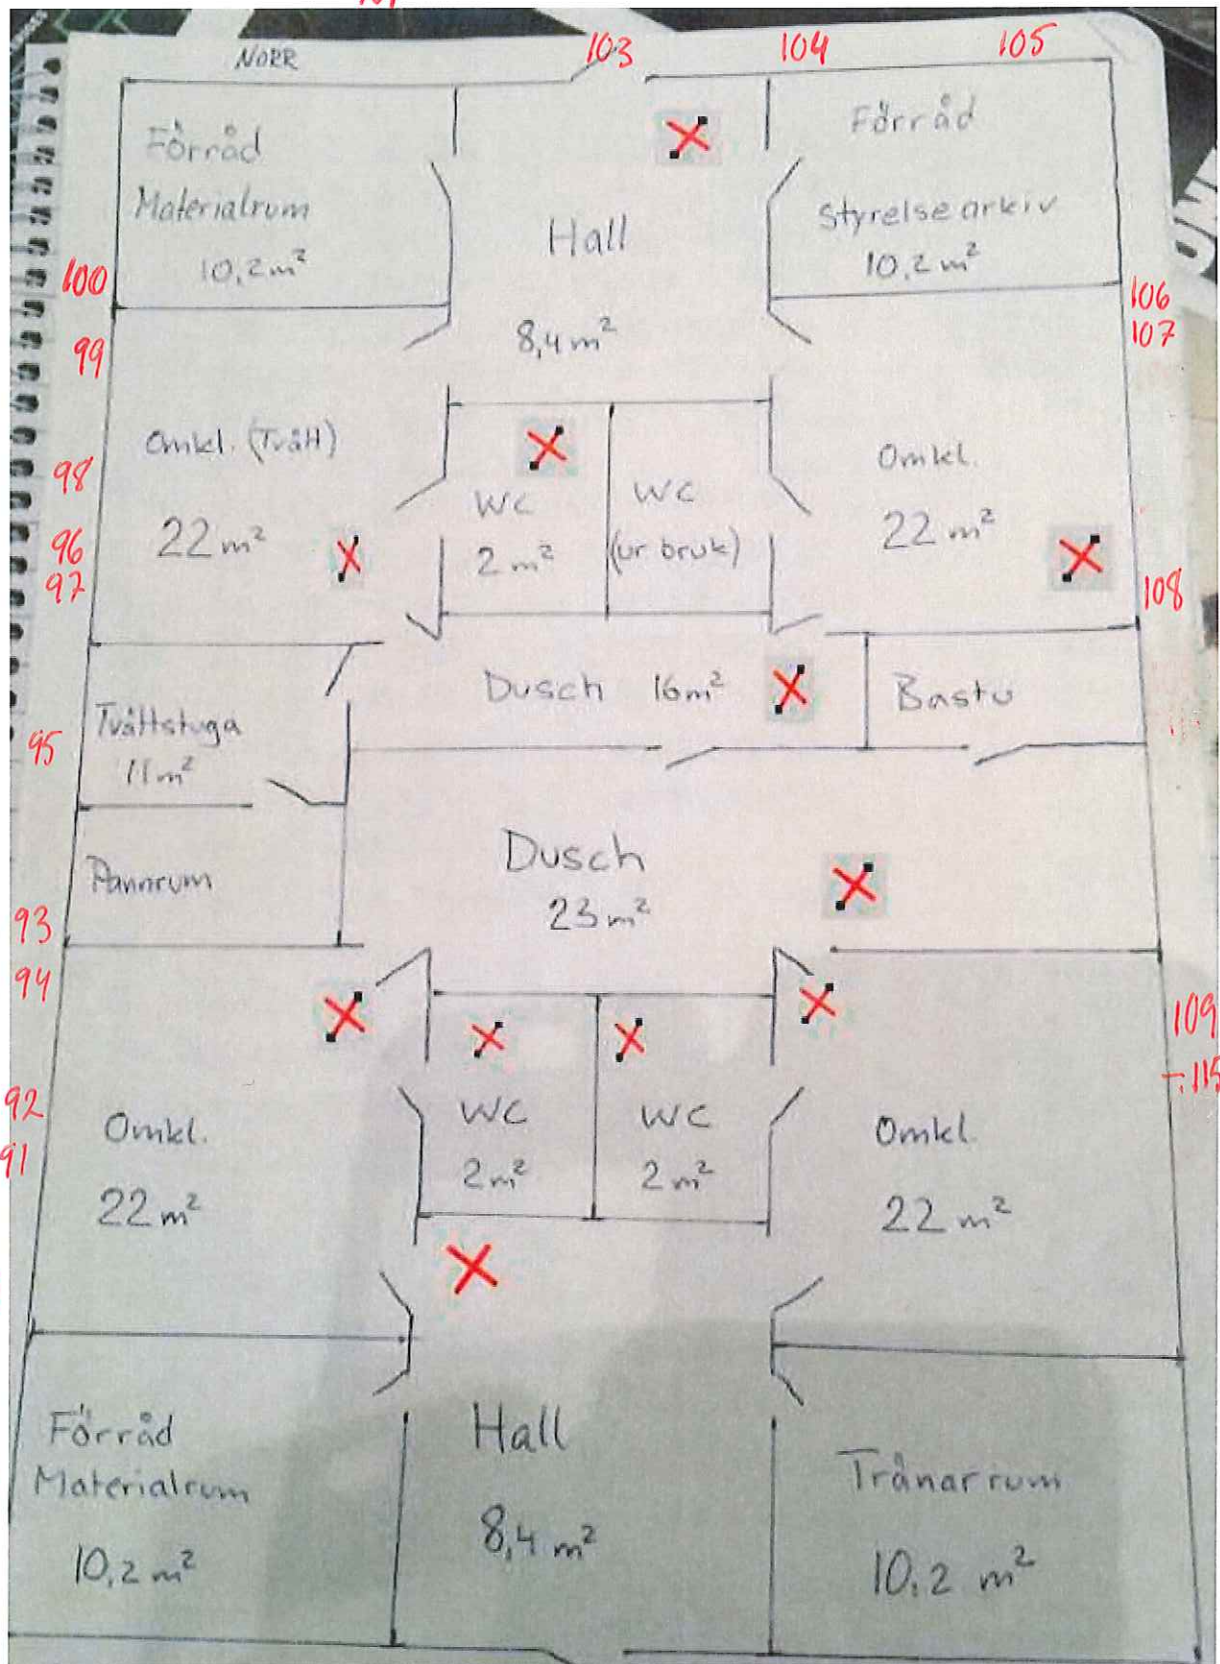 NORR
103
104
105
Förråd
Materialrum
10,2 m²
Hall
8,4 m²
Förråd
Styrelsearkiv
10,2 m²
100
99
98
96
97
106
107
108
Omkl. (Tvätt)
22 m²
WC
2 m²
WC
(ur bruk)
Omkl.
22 m²
Dusch 16 m²
Bastu
Tvättstuga
11 m²
95
Pannrum
Dusch
23 m²
93
94
92
91
109
-115
Omkl.
22 m²
WC
2 m²
WC
2 m²
Omkl.
22 m²
Förråd
Materialrum
10,2 m²
Hall
8,4 m²
Tränarrum
10,2 m²